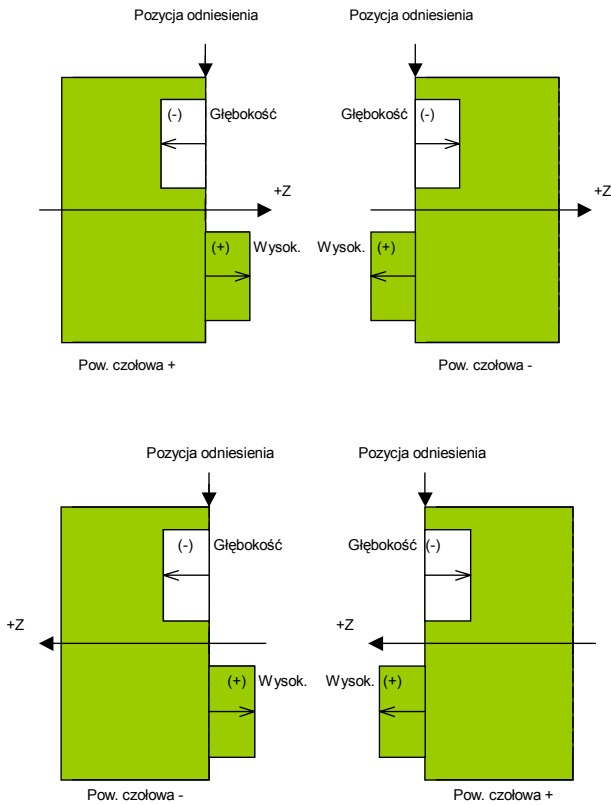 Pozycja odniesienia Pozycja odniesienia
(-) Głębokość Głębokość (-)
+Z +Z
(+) Wysok. Wysok. (+)
Pow. czołowa + Pow. czołowa -
Pozycja odniesienia Pozycja odniesienia
(-) Głębokość Głębokość (-)
+Z +Z
(+) Wysok. Wysok. (+)
Pow. czołowa - Pow. czołowa +